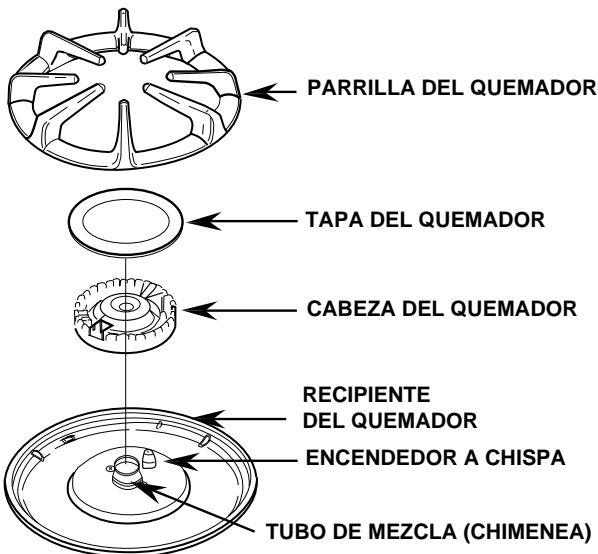 PARRILLA DEL QUEMADOR
TAPA DEL QUEMADOR
CABEZA DEL QUEMADOR
RECIPIENTE
DEL QUEMADOR
ENCENDEDOR A CHISPA
TUBO DE MEZCLA (CHIMENEA)